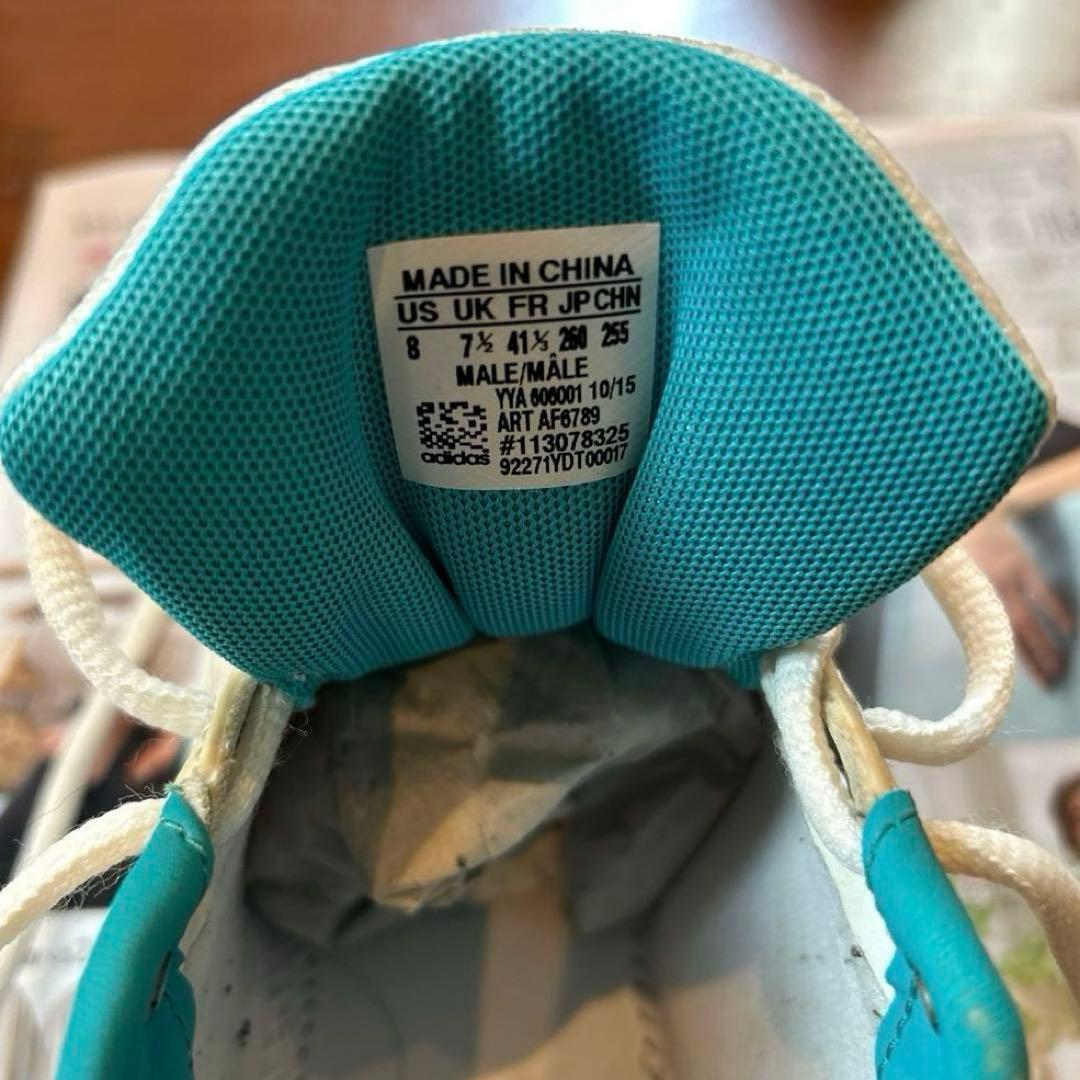 MADE IN CHINA
US UK FR JP CHN
8 7½ 41⅓ 260 255
MALE/MÂLE
YYA 606001 10/15
ART AF6789
#113078325
adidas 92271YDT00017